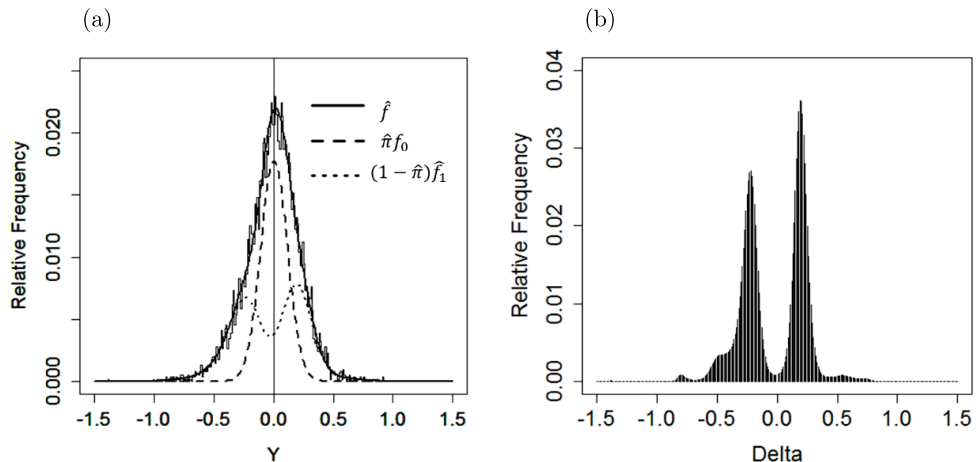 (a)
Relative Frequency
0.020
0.010
0.000
f̂
π̂f₀
(1 − π̂)f̂₁
-1.5 -1.0 -0.5 0.0 0.5 1.0 1.5
Y
(b)
Relative Frequency
0.04
0.03
0.02
0.01
0.00
-1.5 -1.0 -0.5 0.0 0.5 1.0 1.5
Delta